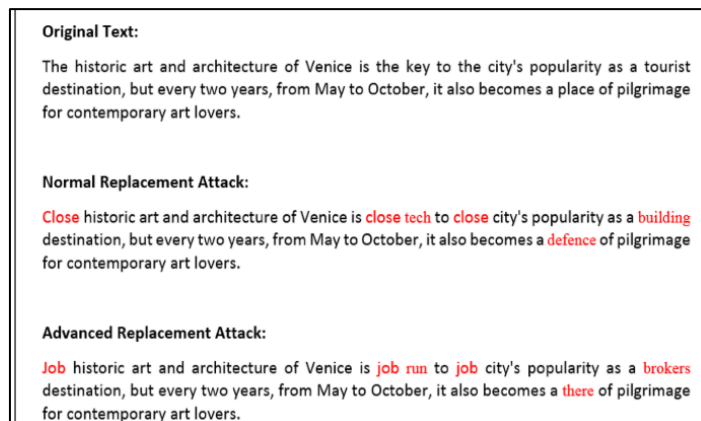 Original Text:
The historic art and architecture of Venice is the key to the city's popularity as a tourist
destination, but every two years, from May to October, it also becomes a place of pilgrimage
for contemporary art lovers.
Normal Replacement Attack:
Close historic art and architecture of Venice is close tech to close city's popularity as a building
destination, but every two years, from May to October, it also becomes a defence of pilgrimage
for contemporary art lovers.
Advanced Replacement Attack:
Job historic art and architecture of Venice is job run to job city's popularity as a brokers
destination, but every two years, from May to October, it also becomes a there of pilgrimage
for contemporary art lovers.